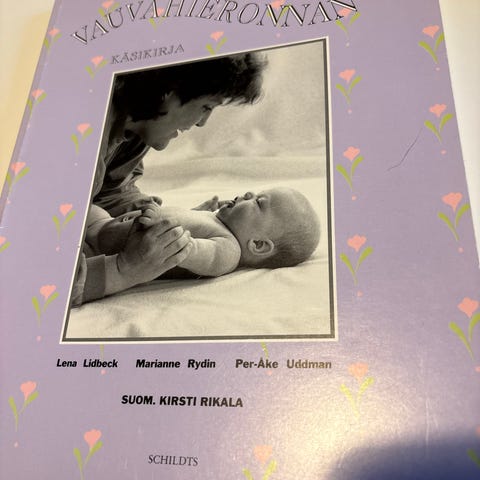 VAUVAHIERONNAN
KÄSIKIRJA
Lena Lidbeck Marianne Rydin Per-Åke Uddman
SUOM. KIRSTI RIKALA
SCHILDTS